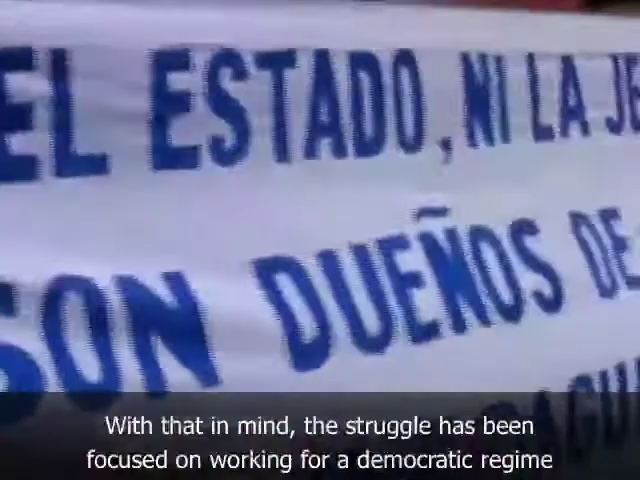 EL ESTADO, NI LA JE
SON DUEÑOS DE
With that in mind, the struggle has been
focused on working for a democratic regime